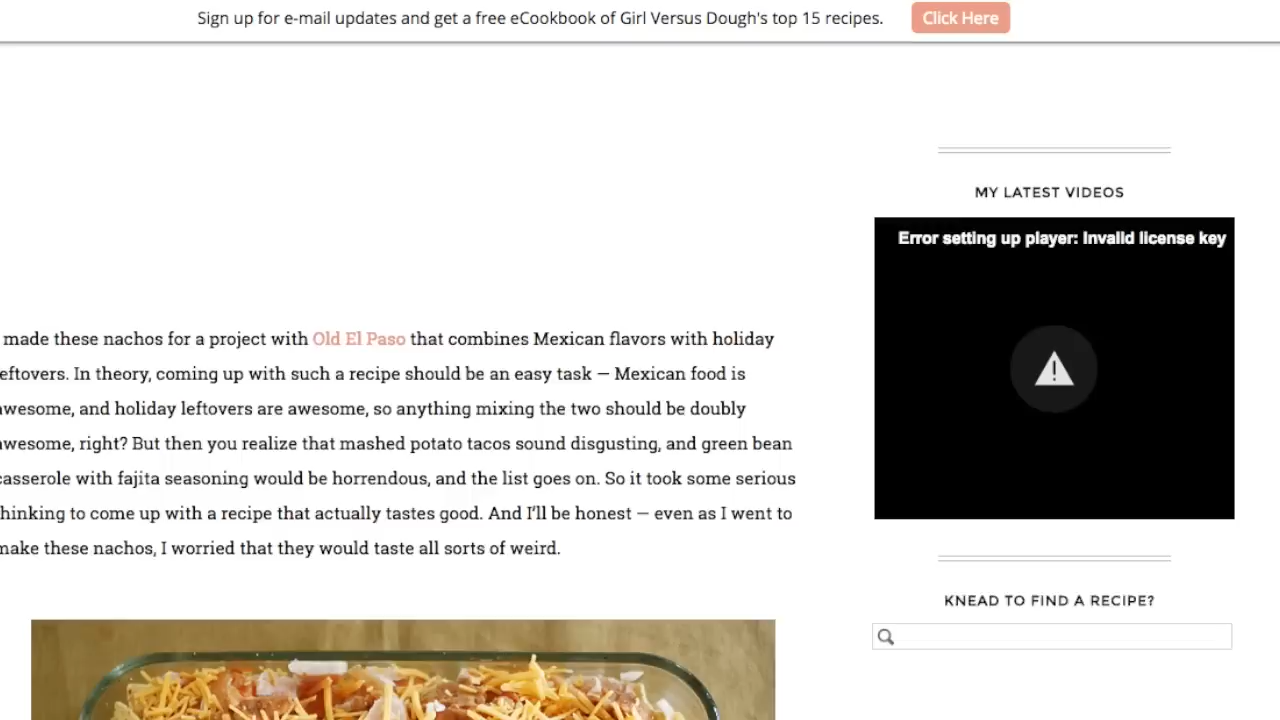 Sign up for e-mail updates and get a free eCookbook of Girl Versus Dough's top 15 recipes.
Click Here
made these nachos for a project with Old El Paso that combines Mexican flavors with holiday
eftovers. In theory, coming up with such a recipe should be an easy task — Mexican food is
awesome, and holiday leftovers are awesome, so anything mixing the two should be doubly
awesome, right? But then you realize that mashed potato tacos sound disgusting, and green bean
casserole with fajita seasoning would be horrendous, and the list goes on. So it took some serious
hinking to come up with a recipe that actually tastes good. And I'll be honest — even as I went to
make these nachos, I worried that they would taste all sorts of weird.
MY LATEST VIDEOS
Error setting up player: Invalid license key
KNEAD TO FIND A RECIPE?